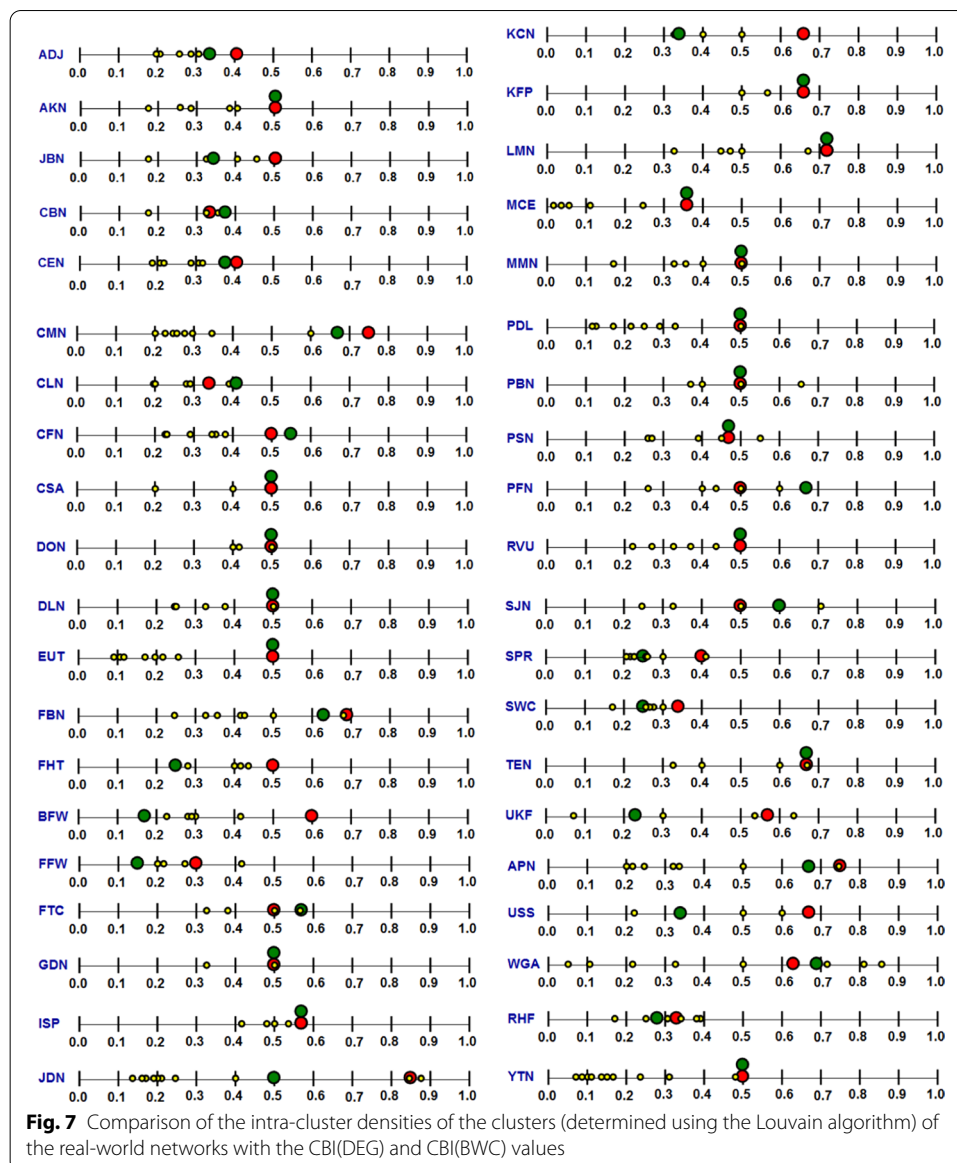 ADJ
0.0 0.1 0.2 0.3 0.4 0.5 0.6 0.7 0.8 0.9 1.0
AKN
0.0 0.1 0.2 0.3 0.4 0.5 0.6 0.7 0.8 0.9 1.0
JBN
0.0 0.1 0.2 0.3 0.4 0.5 0.6 0.7 0.8 0.9 1.0
CBN
0.0 0.1 0.2 0.3 0.4 0.5 0.6 0.7 0.8 0.9 1.0
CEN
0.0 0.1 0.2 0.3 0.4 0.5 0.6 0.7 0.8 0.9 1.0
CMN
0.0 0.1 0.2 0.3 0.4 0.5 0.6 0.7 0.8 0.9 1.0
CLN
0.0 0.1 0.2 0.3 0.4 0.5 0.6 0.7 0.8 0.9 1.0
CFN
0.0 0.1 0.2 0.3 0.4 0.5 0.6 0.7 0.8 0.9 1.0
CSA
0.0 0.1 0.2 0.3 0.4 0.5 0.6 0.7 0.8 0.9 1.0
DON
0.0 0.1 0.2 0.3 0.4 0.5 0.6 0.7 0.8 0.9 1.0
DLN
0.0 0.1 0.2 0.3 0.4 0.5 0.6 0.7 0.8 0.9 1.0
EUT
0.0 0.1 0.2 0.3 0.4 0.5 0.6 0.7 0.8 0.9 1.0
FBN
0.0 0.1 0.2 0.3 0.4 0.5 0.6 0.7 0.8 0.9 1.0
FHT
0.0 0.1 0.2 0.3 0.4 0.5 0.6 0.7 0.8 0.9 1.0
BFW
0.0 0.1 0.2 0.3 0.4 0.5 0.6 0.7 0.8 0.9 1.0
FFW
0.0 0.1 0.2 0.3 0.4 0.5 0.6 0.7 0.8 0.9 1.0
FTC
0.0 0.1 0.2 0.3 0.4 0.5 0.6 0.7 0.8 0.9 1.0
GDN
0.0 0.1 0.2 0.3 0.4 0.5 0.6 0.7 0.8 0.9 1.0
ISP
0.0 0.1 0.2 0.3 0.4 0.5 0.6 0.7 0.8 0.9 1.0
JDN
0.0 0.1 0.2 0.3 0.4 0.5 0.6 0.7 0.8 0.9 1.0
KCN
0.0 0.1 0.2 0.3 0.4 0.5 0.6 0.7 0.8 0.9 1.0
KFP
0.0 0.1 0.2 0.3 0.4 0.5 0.6 0.7 0.8 0.9 1.0
LMN
0.0 0.1 0.2 0.3 0.4 0.5 0.6 0.7 0.8 0.9 1.0
MCE
0.0 0.1 0.2 0.3 0.4 0.5 0.6 0.7 0.8 0.9 1.0
MMN
0.0 0.1 0.2 0.3 0.4 0.5 0.6 0.7 0.8 0.9 1.0
PDL
0.0 0.1 0.2 0.3 0.4 0.5 0.6 0.7 0.8 0.9 1.0
PBN
0.0 0.1 0.2 0.3 0.4 0.5 0.6 0.7 0.8 0.9 1.0
PSN
0.0 0.1 0.2 0.3 0.4 0.5 0.6 0.7 0.8 0.9 1.0
PFN
0.0 0.1 0.2 0.3 0.4 0.5 0.6 0.7 0.8 0.9 1.0
RVU
0.0 0.1 0.2 0.3 0.4 0.5 0.6 0.7 0.8 0.9 1.0
SJN
0.0 0.1 0.2 0.3 0.4 0.5 0.6 0.7 0.8 0.9 1.0
SPR
0.0 0.1 0.2 0.3 0.4 0.5 0.6 0.7 0.8 0.9 1.0
SWC
0.0 0.1 0.2 0.3 0.4 0.5 0.6 0.7 0.8 0.9 1.0
TEN
0.0 0.1 0.2 0.3 0.4 0.5 0.6 0.7 0.8 0.9 1.0
UKF
0.0 0.1 0.2 0.3 0.4 0.5 0.6 0.7 0.8 0.9 1.0
APN
0.0 0.1 0.2 0.3 0.4 0.5 0.6 0.7 0.8 0.9 1.0
USS
0.0 0.1 0.2 0.3 0.4 0.5 0.6 0.7 0.8 0.9 1.0
WGA
0.0 0.1 0.2 0.3 0.4 0.5 0.6 0.7 0.8 0.9 1.0
RHF
0.0 0.1 0.2 0.3 0.4 0.5 0.6 0.7 0.8 0.9 1.0
YTN
0.0 0.1 0.2 0.3 0.4 0.5 0.6 0.7 0.8 0.9 1.0
Fig. 7 Comparison of the intra-cluster densities of the clusters (determined using the Louvain algorithm) of
the real-world networks with the CBI(DEG) and CBI(BWC) values